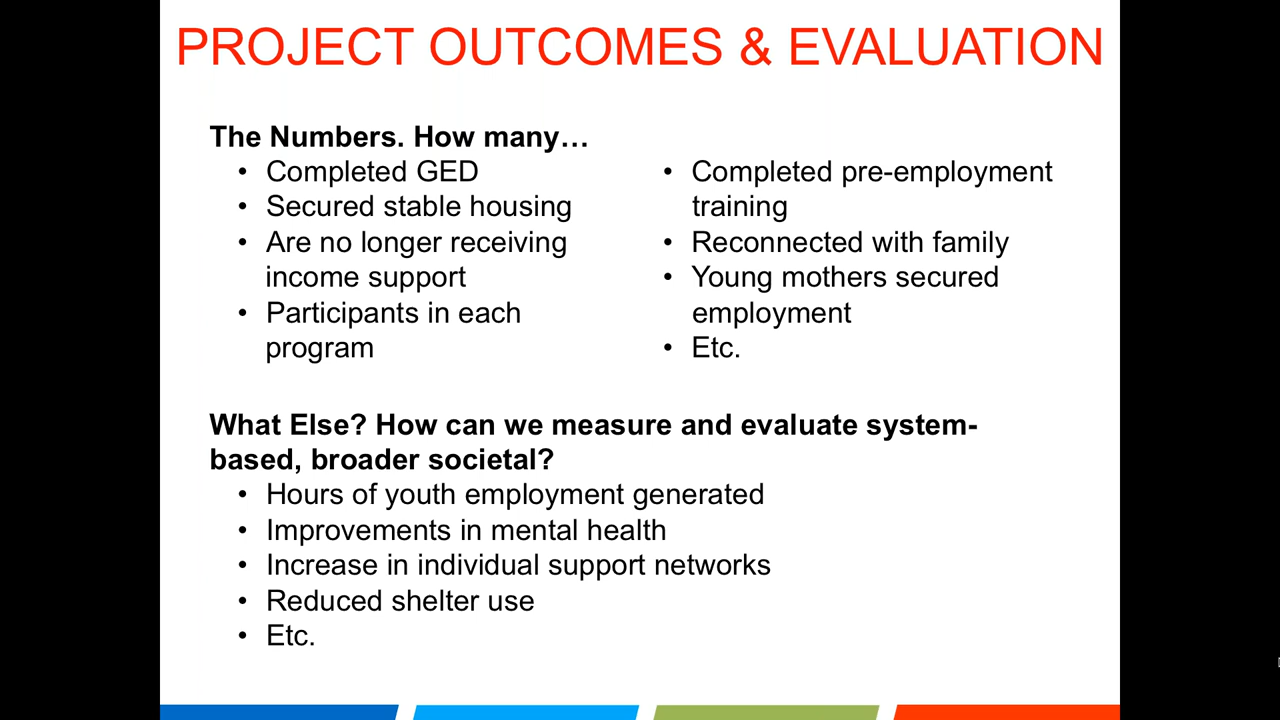 PROJECT OUTCOMES & EVALUATION
The Numbers. How many…
• Completed GED
• Secured stable housing
• Are no longer receiving
income support
• Participants in each
program
• Completed pre-employment
training
• Reconnected with family
• Young mothers secured
employment
• Etc.
What Else? How can we measure and evaluate system-
based, broader societal?
• Hours of youth employment generated
• Improvements in mental health
• Increase in individual support networks
• Reduced shelter use
• Etc.